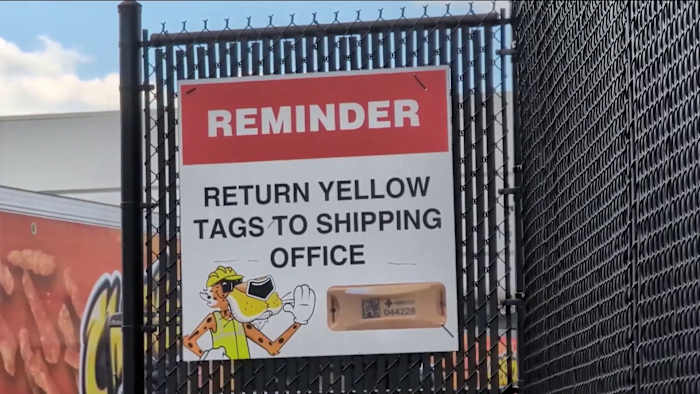 REMINDER
RETURN YELLOW
TAGS TO SHIPPING
OFFICE
044228